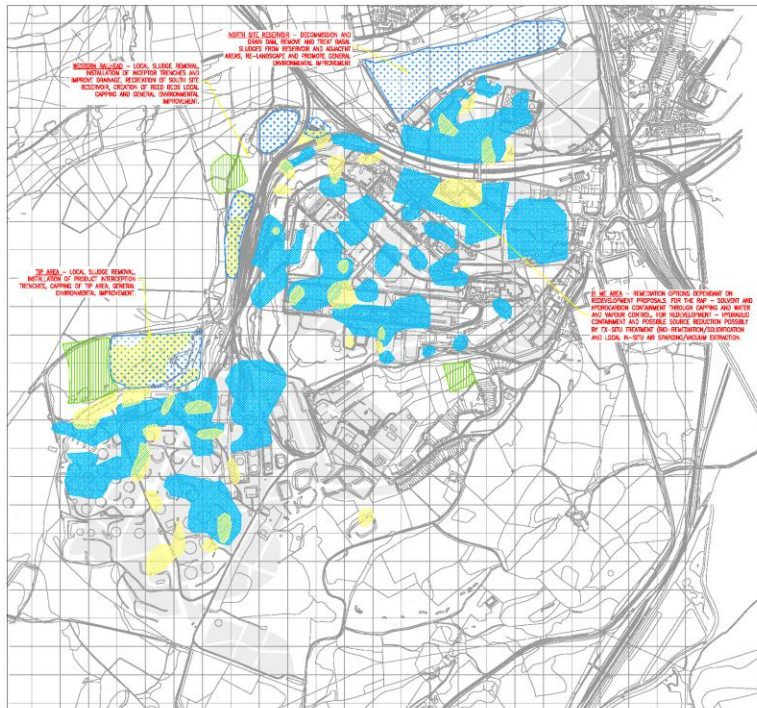 NORTH SITE RESERVOIR – DECOMMISSION AND
DRAIN DAM, REMOVE AND TREAT BASAL
SLUDGES FROM RESERVOIR AND ADJACENT
AREAS, RE-LANDSCAPE AND PROMOTE GENERAL
ENVIRONMENTAL IMPROVEMENT
WESTERN RAILHEAD – LOCAL SLUDGE REMOVAL,
INSTALLATION OF INCEPTOR TRENCHES AND
IMPROVE DRAINAGE, RECREATION OF SOUTH SITE
RESERVOIR, CREATION OF REED BEDS LOCAL
CAPPING AND GENERAL ENVIRONMENTAL
IMPROVEMENT.
TIP AREA – LOCAL SLUDGE REMOVAL,
INSTALLATION OF PRODUCT INTERCEPTION
TRENCHES, CAPPING OF TIP AREA, GENERAL
ENVIRONMENTAL IMPROVEMENT.
AREA – REMEDIATION OPTIONS DEPENDANT ON
REDEVELOPMENT PROPOSALS. FOR THE RAP – SOLVENT AND
HYDROCARBON CONTAINMENT THROUGH CAPPING AND WATER
AND VAPOUR CONTROL. FOR REDEVELOPMENT – HYDRAULIC
CONTAINMENT AND POSSIBLE SOURCE REDUCTION POSSIBLY
BY EX-SITU TREATMENT (BIO-REMEDIATION/SOLIDIFICATION
AND LOCAL IN-SITU AIR SPARGING/VACUUM EXTRACTION.